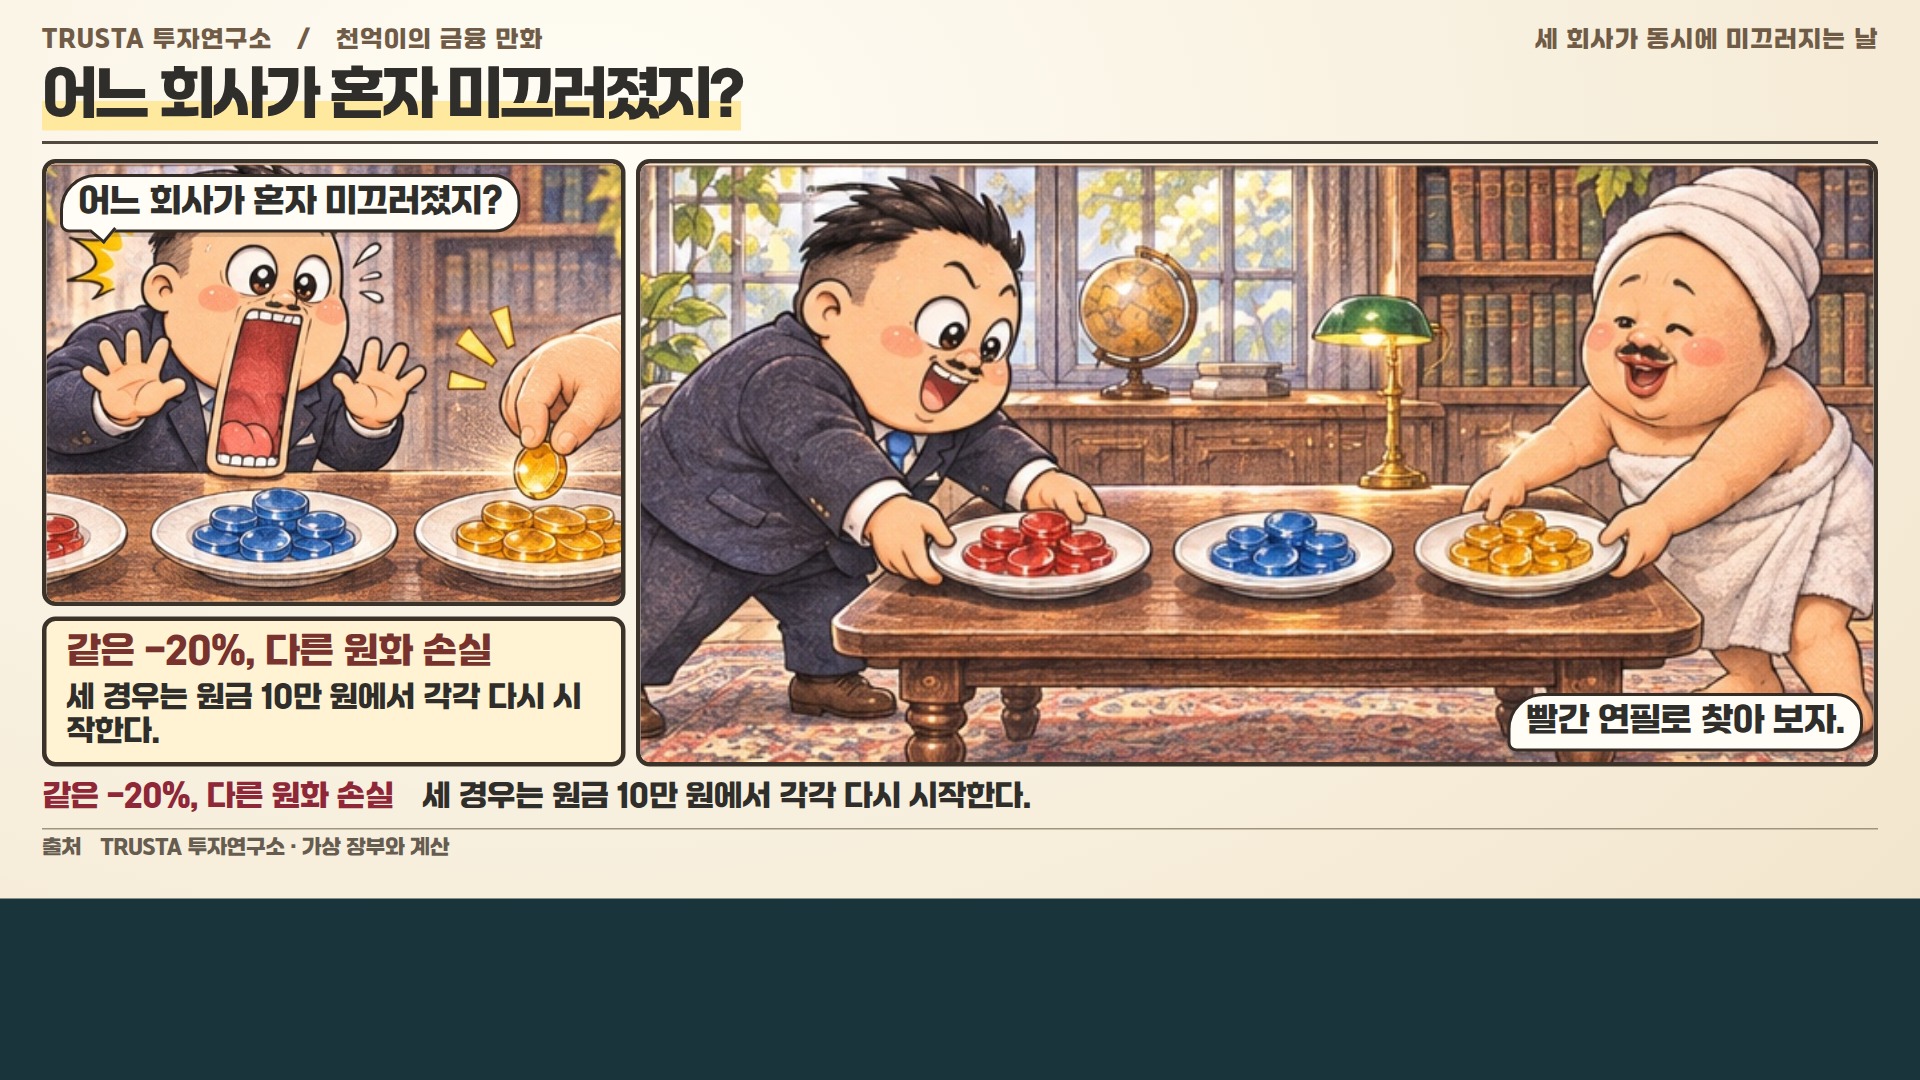 TRUSTA 투자연구소 / 천억이의 금융 만화
세 회사가 동시에 미끄러지는 날
어느 회사가 혼자 미끄러졌지?
어느 회사가 혼자 미끄러졌지?
같은 -20%, 다른 원화 손실
세 경우는 원금 10만 원에서 각각 다시 시
작한다.
빨간 연필로 찾아 보자.
같은 -20%, 다른 원화 손실 세 경우는 원금 10만 원에서 각각 다시 시작한다.
출처 TRUSTA 투자연구소 · 가상 장부와 계산